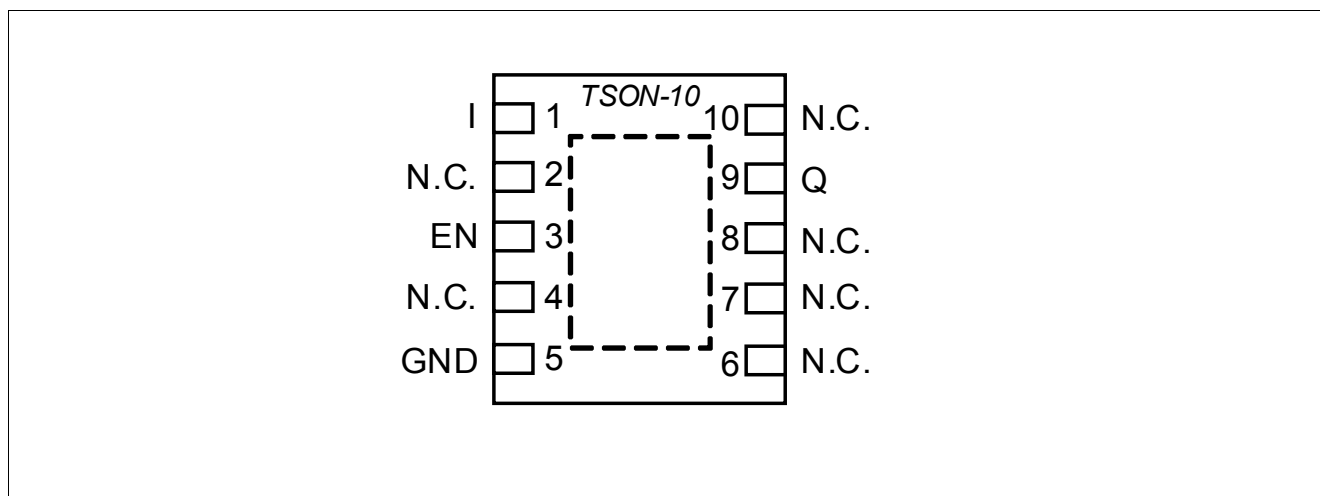 TSON-10
I 1 10 N.C.
N.C. 2 9 Q
EN 3 8 N.C.
N.C. 4 7 N.C.
GND 5 6 N.C.